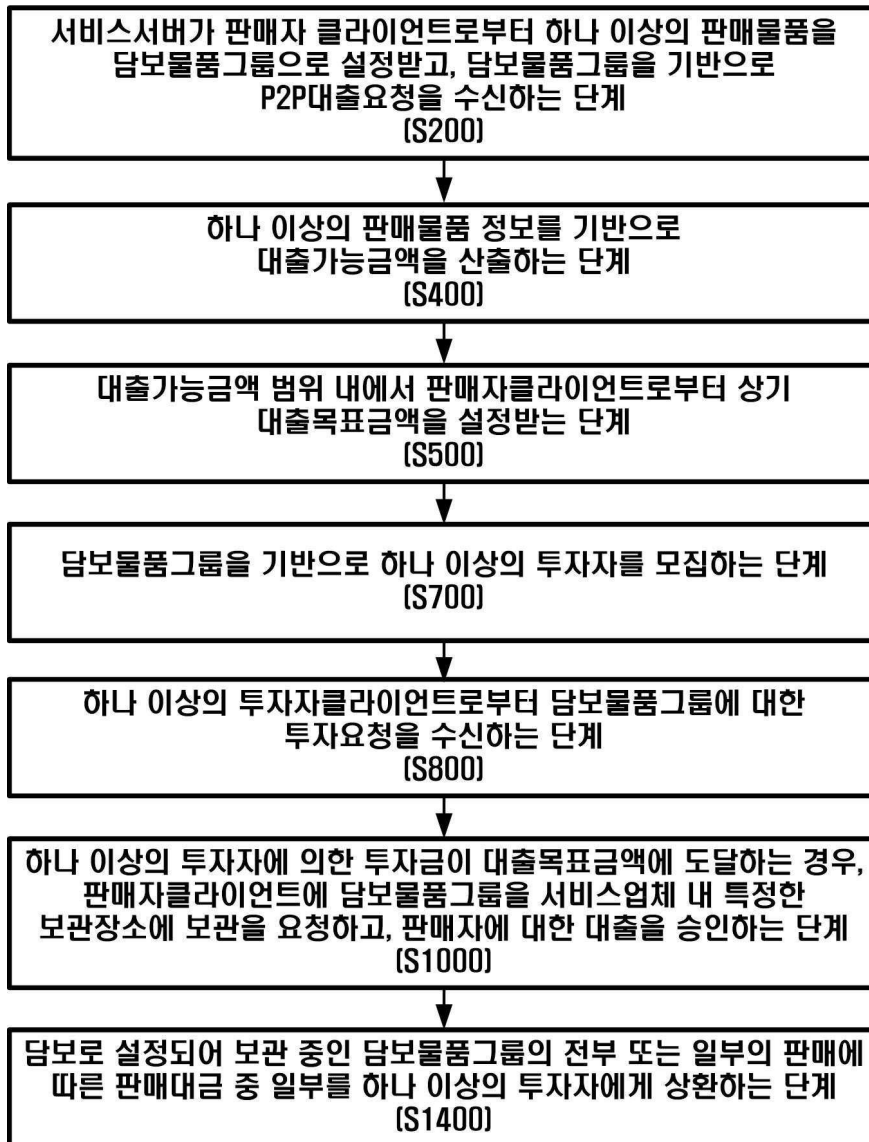 서비스서버가 판매자 클라이언트로부터 하나 이상의 판매물품을
담보물품그룹으로 설정받고, 담보물품그룹을 기반으로
P2P대출요청을 수신하는 단계
(S200)
하나 이상의 판매물품 정보를 기반으로
대출가능금액을 산출하는 단계
(S400)
대출가능금액 범위 내에서 판매자클라이언트로부터 상기
대출목표금액을 설정받는 단계
(S500)
담보물품그룹을 기반으로 하나 이상의 투자자를 모집하는 단계
(S700)
하나 이상의 투자자클라이언트로부터 담보물품그룹에 대한
투자요청을 수신하는 단계
(S800)
하나 이상의 투자자에 의한 투자금이 대출목표금액에 도달하는 경우,
판매자클라이언트에 담보물품그룹을 서비스업체 내 특정한
보관장소에 보관을 요청하고, 판매자에 대한 대출을 승인하는 단계
(S1000)
담보로 설정되어 보관 중인 담보물품그룹의 전부 또는 일부의 판매에
따른 판매대금 중 일부를 하나 이상의 투자자에게 상환하는 단계
(S1400)